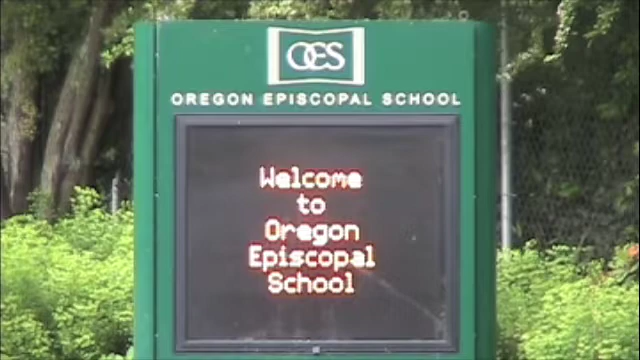 OES
OREGON EPISCOPAL SCHOOL
Welcome
to
Oregon
Episcopal
School